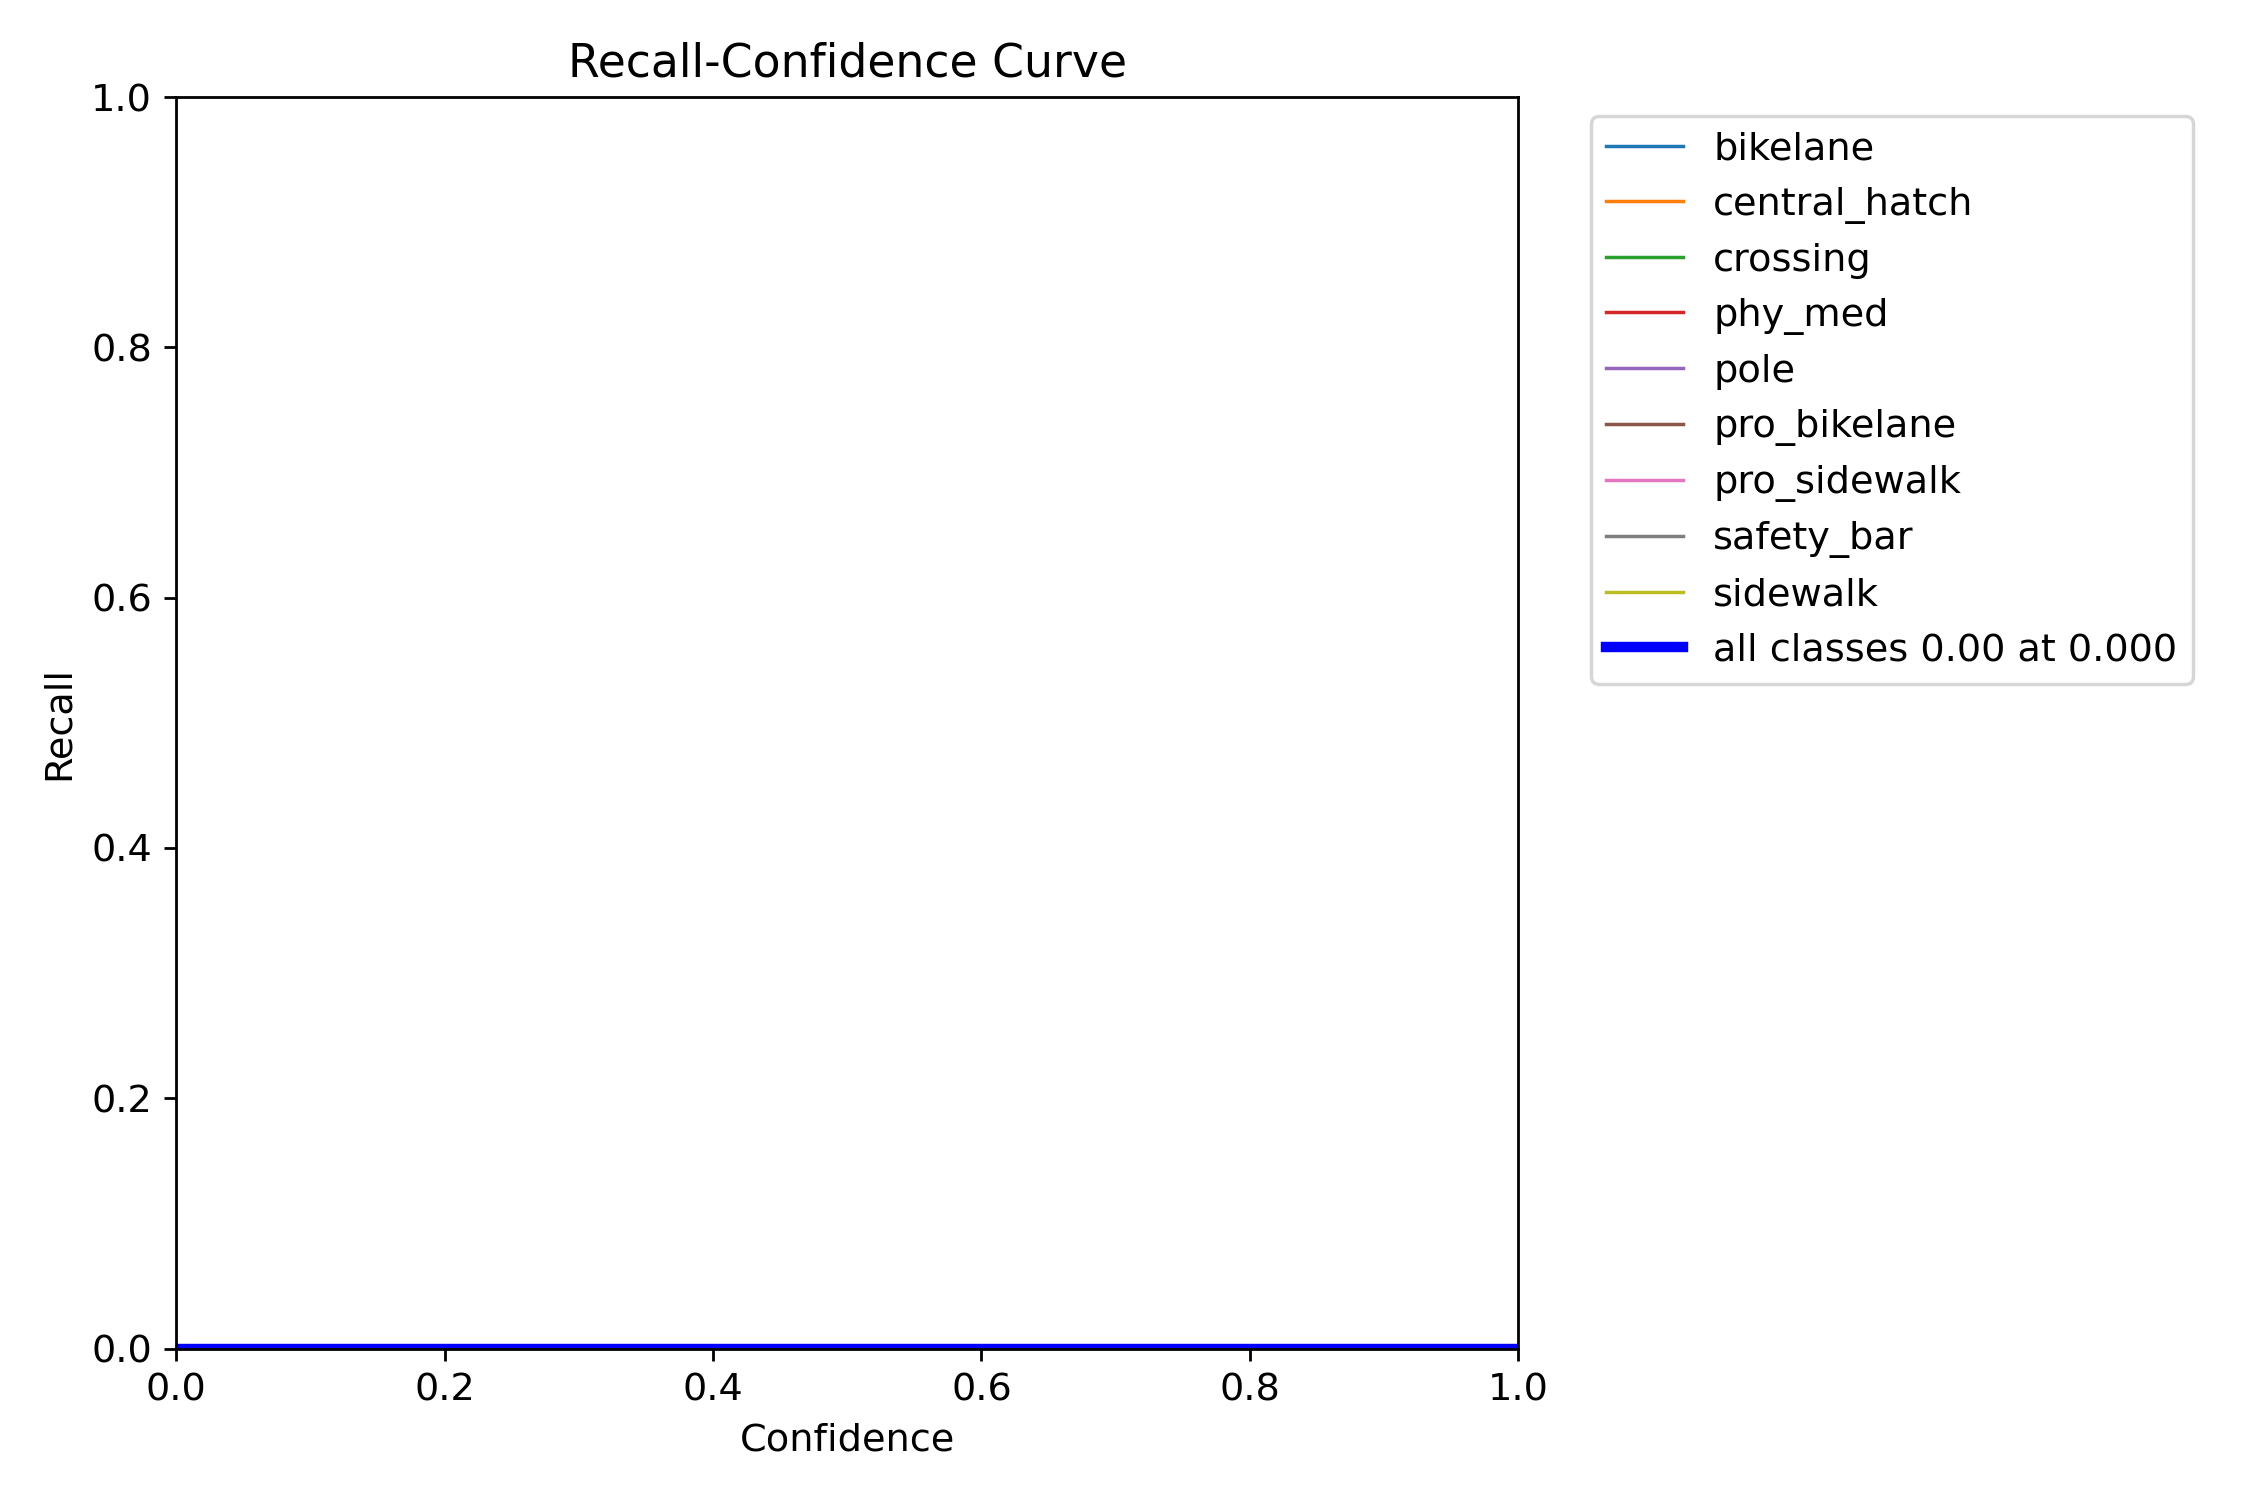 Recall-Confidence Curve
1.0
0.8
0.6
0.4
0.2
0.0
Recall
0.0 0.2 0.4 0.6 0.8 1.0
Confidence
bikelane
central_hatch
crossing
phy_med
pole
pro_bikelane
pro_sidewalk
safety_bar
sidewalk
all classes 0.00 at 0.000